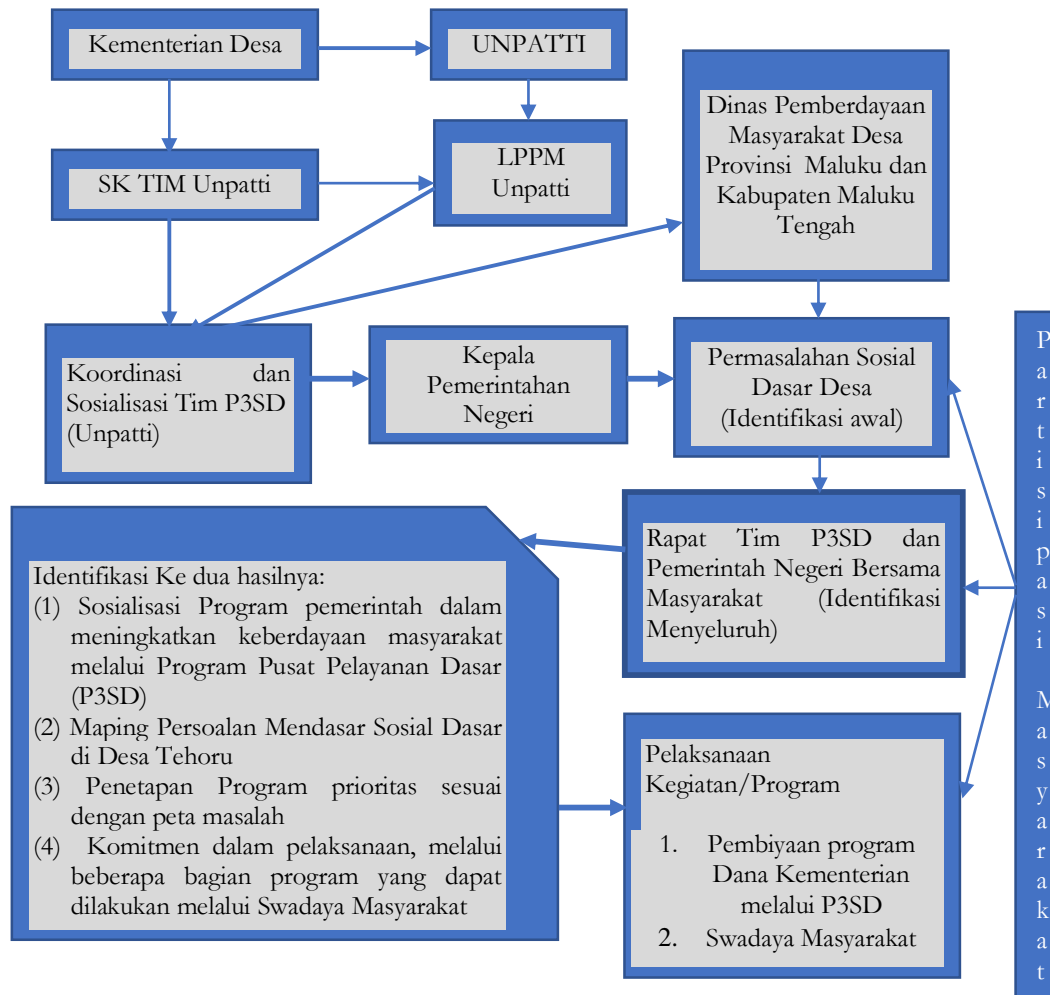 Kementerian Desa
UNPATTI
Dinas Pemberdayaan
Masyarakat Desa
Provinsi Maluku dan
Kabupaten Maluku
Tengah
SK TIM Unpatti
LPPM
Unpatti
Koordinasi dan
Sosialisasi Tim P3SD
(Unpatti)
Kepala
Pemerintahan
Negeri
Permasalahan Sosial
Dasar Desa
(Identifikasi awal)
Rapat Tim P3SD dan
Pemerintah Negeri Bersama
Masyarakat (Identifikasi
Menyeluruh)
Identifikasi Ke dua hasilnya:
(1) Sosialisasi Program pemerintah dalam
meningkatkan keberdayaan masyarakat
melalui Program Pusat Pelayanan Dasar
(P3SD)
(2) Maping Persoalan Mendasar Sosial Dasar
di Desa Tehoru
(3) Penetapan Program prioritas sesuai
dengan peta masalah
(4) Komitmen dalam pelaksanaan, melalui
beberapa bagian program yang dapat
dilakukan melalui Swadaya Masyarakat
Pelaksanaan
Kegiatan/Program
1. Pembiyaan program
Dana Kementerian
melalui P3SD
2. Swadaya Masyarakat
Partisipasi Masyarakat